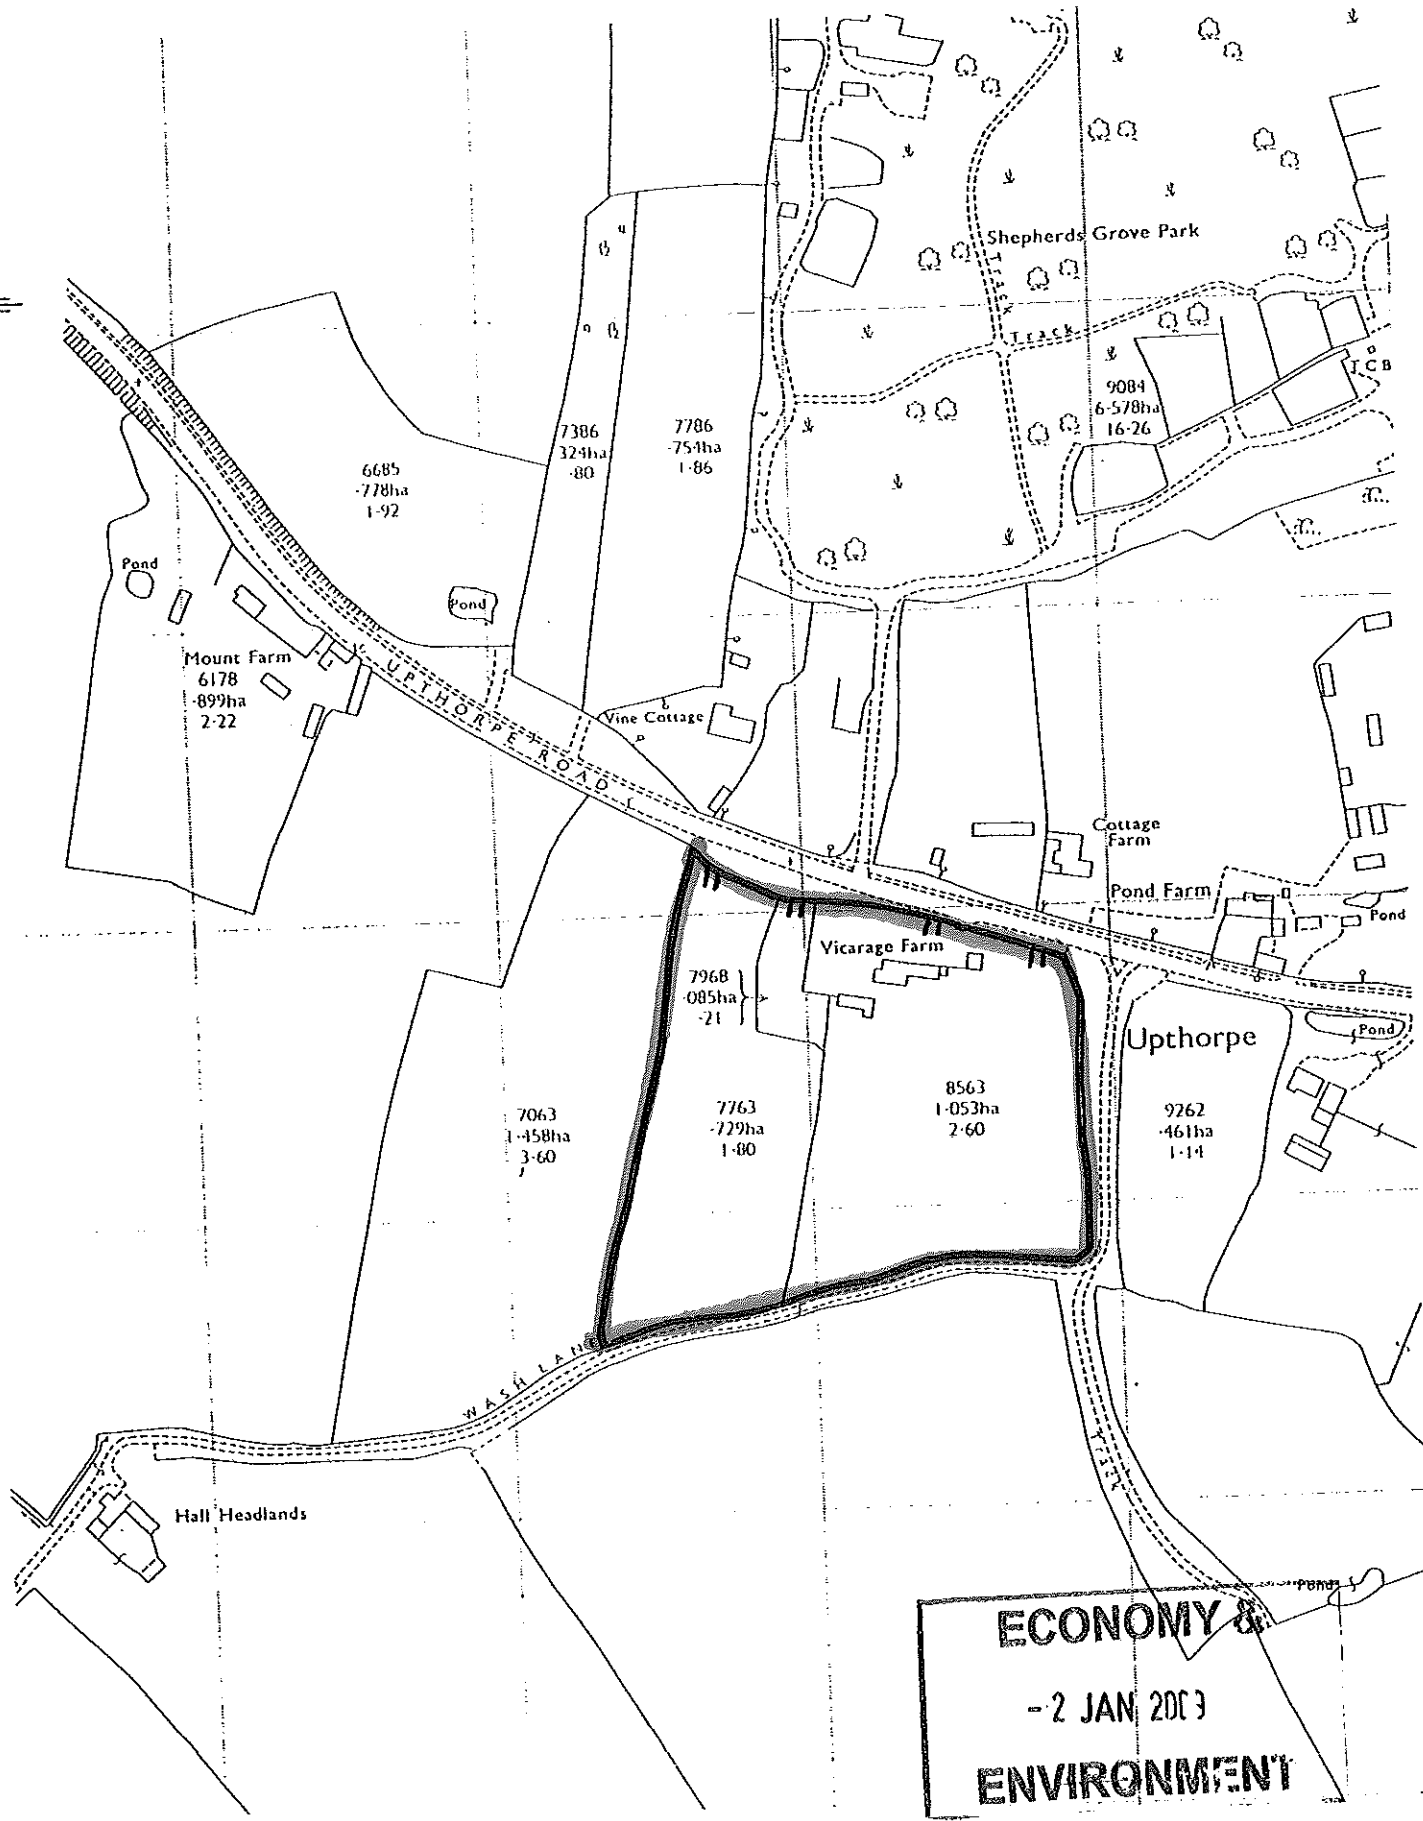 Shepherds Grove Park
Track
Track
T.C.B
9084
6·578ha
16·26
7386
324ha
·80
7786
·754ha
1·86
6685
·778ha
1·92
Pond
Pond
Mount Farm
6178
·899ha
2·22
UPTHORPE ROAD
Vine Cottage
Cottage
Farm
Pond Farm
Pond
Vicarage Farm
7968
·085ha
·21
Pond
Upthorpe
7063
1·458ha
3·60
7763
·729ha
1·80
8563
1·053ha
2·60
9262
·461ha
1·14
WASH LANE
Hall Headlands
Pond
ECONOMY &
-2 JAN
ENVIRONMENT